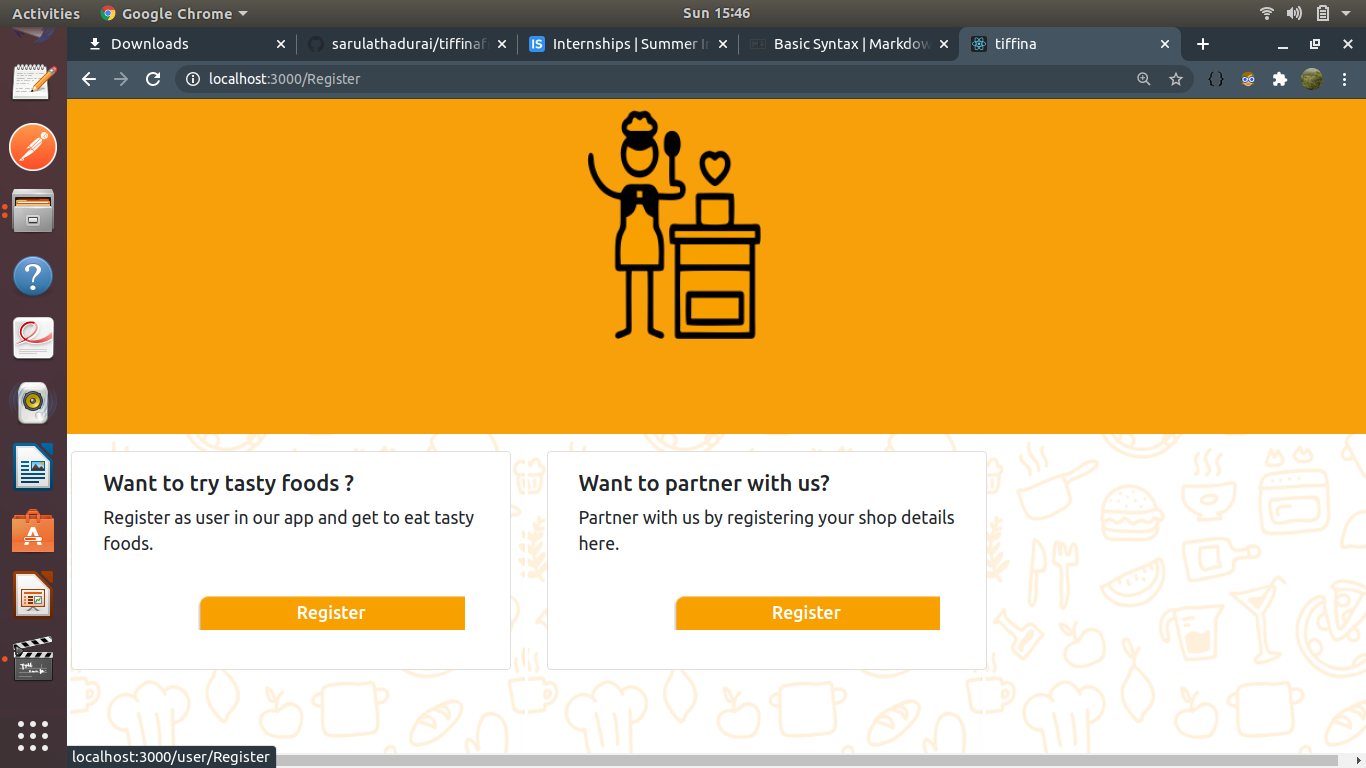 Activities
Google Chrome
Sun 15:46
Downloads
sarulathadurai/tiffinaf
Internships | Summer In
Basic Syntax | Markdow
tiffina
localhost:3000/Register
Want to try tasty foods ?
Register as user in our app and get to eat tasty
foods.
Register
Want to partner with us?
Partner with us by registering your shop details
here.
Register
localhost:3000/user/Register